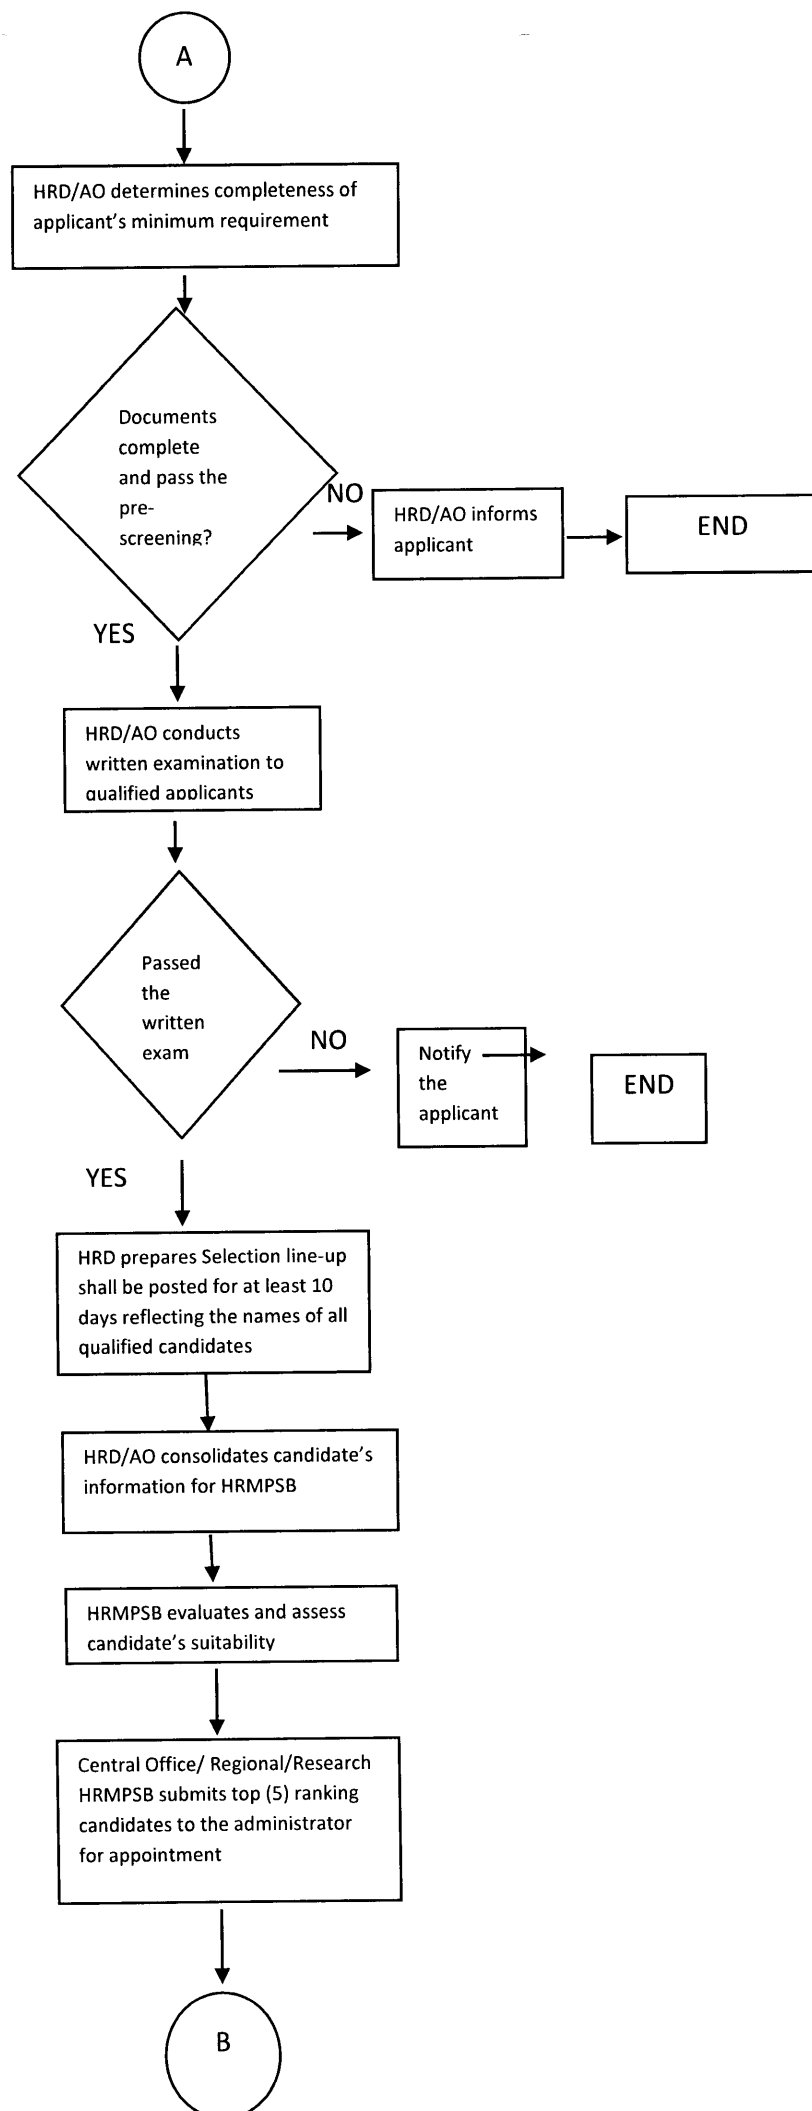 A
HRD/AO determines completeness of
applicant's minimum requirement
Documents
complete
and pass the
pre-
screening?
NO
HRD/AO informs
applicant
END
YES
HRD/AO conducts
written examination to
qualified applicants
Passed
the
written
exam
NO
Notify
the
applicant
END
YES
HRD prepares Selection line-up
shall be posted for at least 10
days reflecting the names of all
qualified candidates
HRD/AO consolidates candidate's
information for HRMPSB
HRMPSB evaluates and assess
candidate's suitability
Central Office/ Regional/Research
HRMPSB submits top (5) ranking
candidates to the administrator
for appointment
B